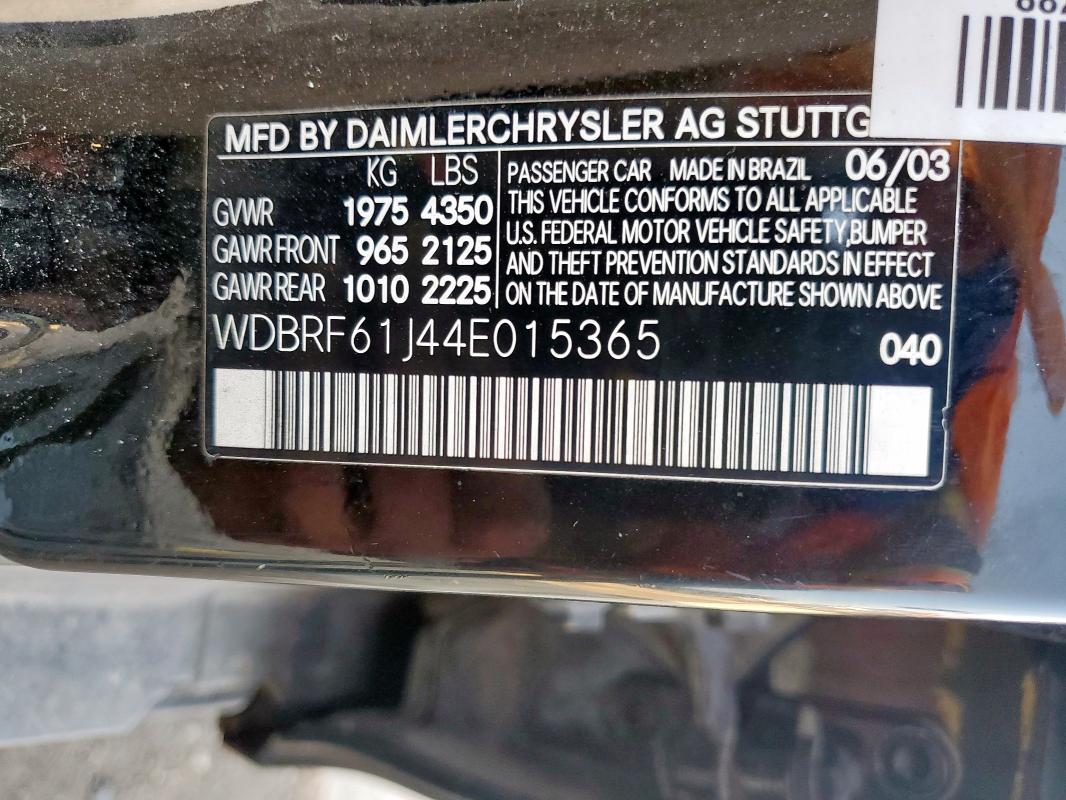 MFD BY DAIMLERCHRYSLER AG
KG LBS
GVWR 1975 4350
GAWR FRONT 965 2125
GAWR REAR 1010 2225
PASSENGER CAR MADE IN BRAZIL 06/03
THIS VEHICLE CONFORMS TO ALL APPLICABLE
U.S. FEDERAL MOTOR VEHICLE SAFETY,BUMPER
AND THEFT PREVENTION STANDARDS IN EFFECT
ON THE DATE OF MANUFACTURE SHOWN ABOVE
WDBRF61J44E015365 040